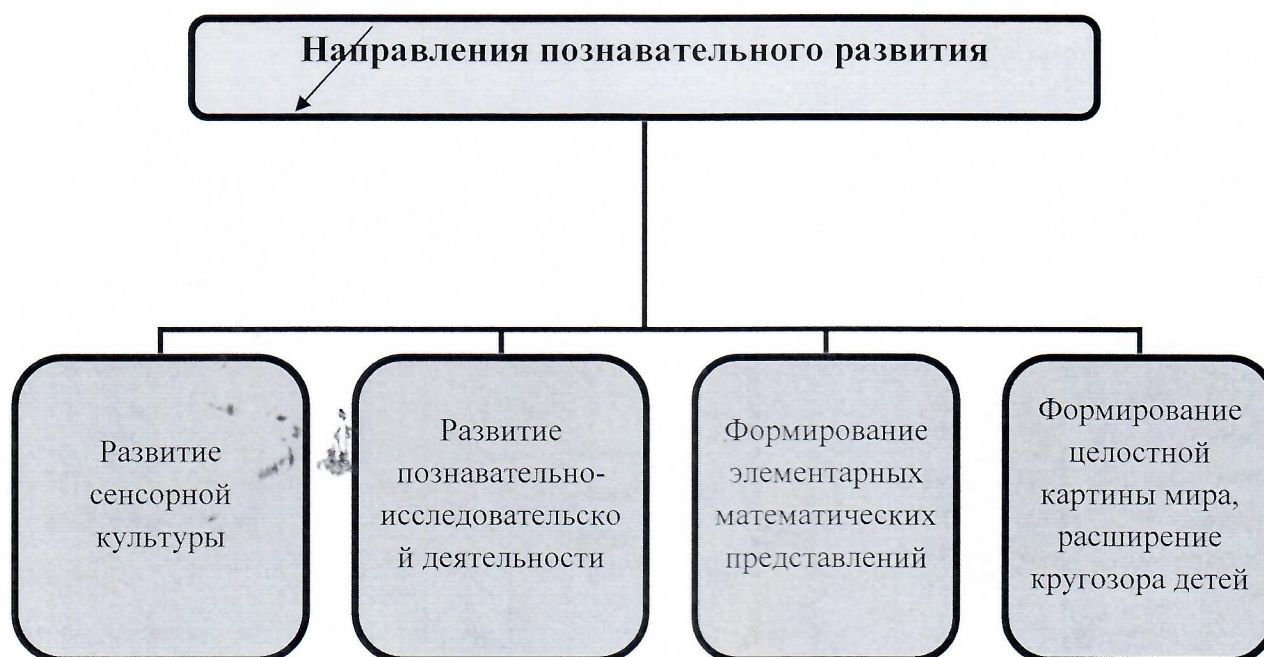 Направления познавательного развития
Развитие
сенсорной
культуры
Развитие
познавательно-
исследовательско
й деятельности
Формирование
элементарных
математических
представлений
Формирование
целостной
картины мира,
расширение
кругозора детей